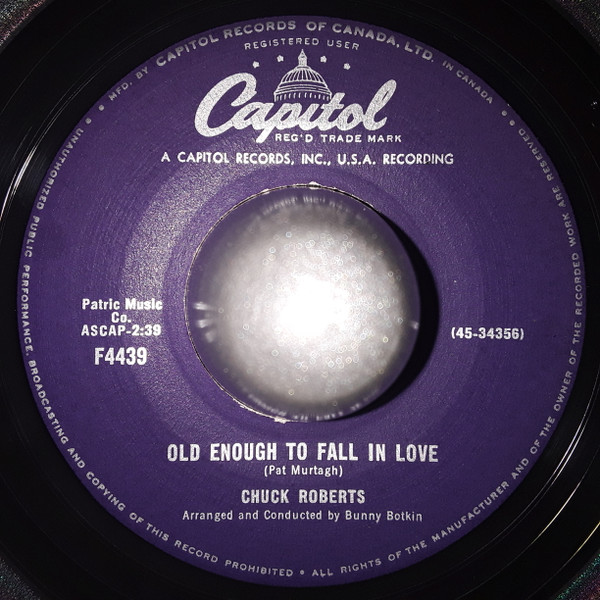 MFD. BY CAPITOL RECORDS OF CANADA, LTD. IN CANADA
REGISTERED USER
Capitol
REG'D TRADE MARK
A CAPITOL RECORDS, INC., U.S.A. RECORDING
Patric Music
Co.
ASCAP-2:39
F4439
(45-34356)
OLD ENOUGH TO FALL IN LOVE
(Pat Murtagh)
CHUCK ROBERTS
Arranged and Conducted by Bunny Botkin
UNAUTHORIZED PUBLIC PERFORMANCE, BROADCASTING AND COPYING OF THIS RECORD PROHIBITED • ALL RIGHTS OF THE MANUFACTURER AND OF THE OWNER OF THE RECORDED WORK ARE RESERVED